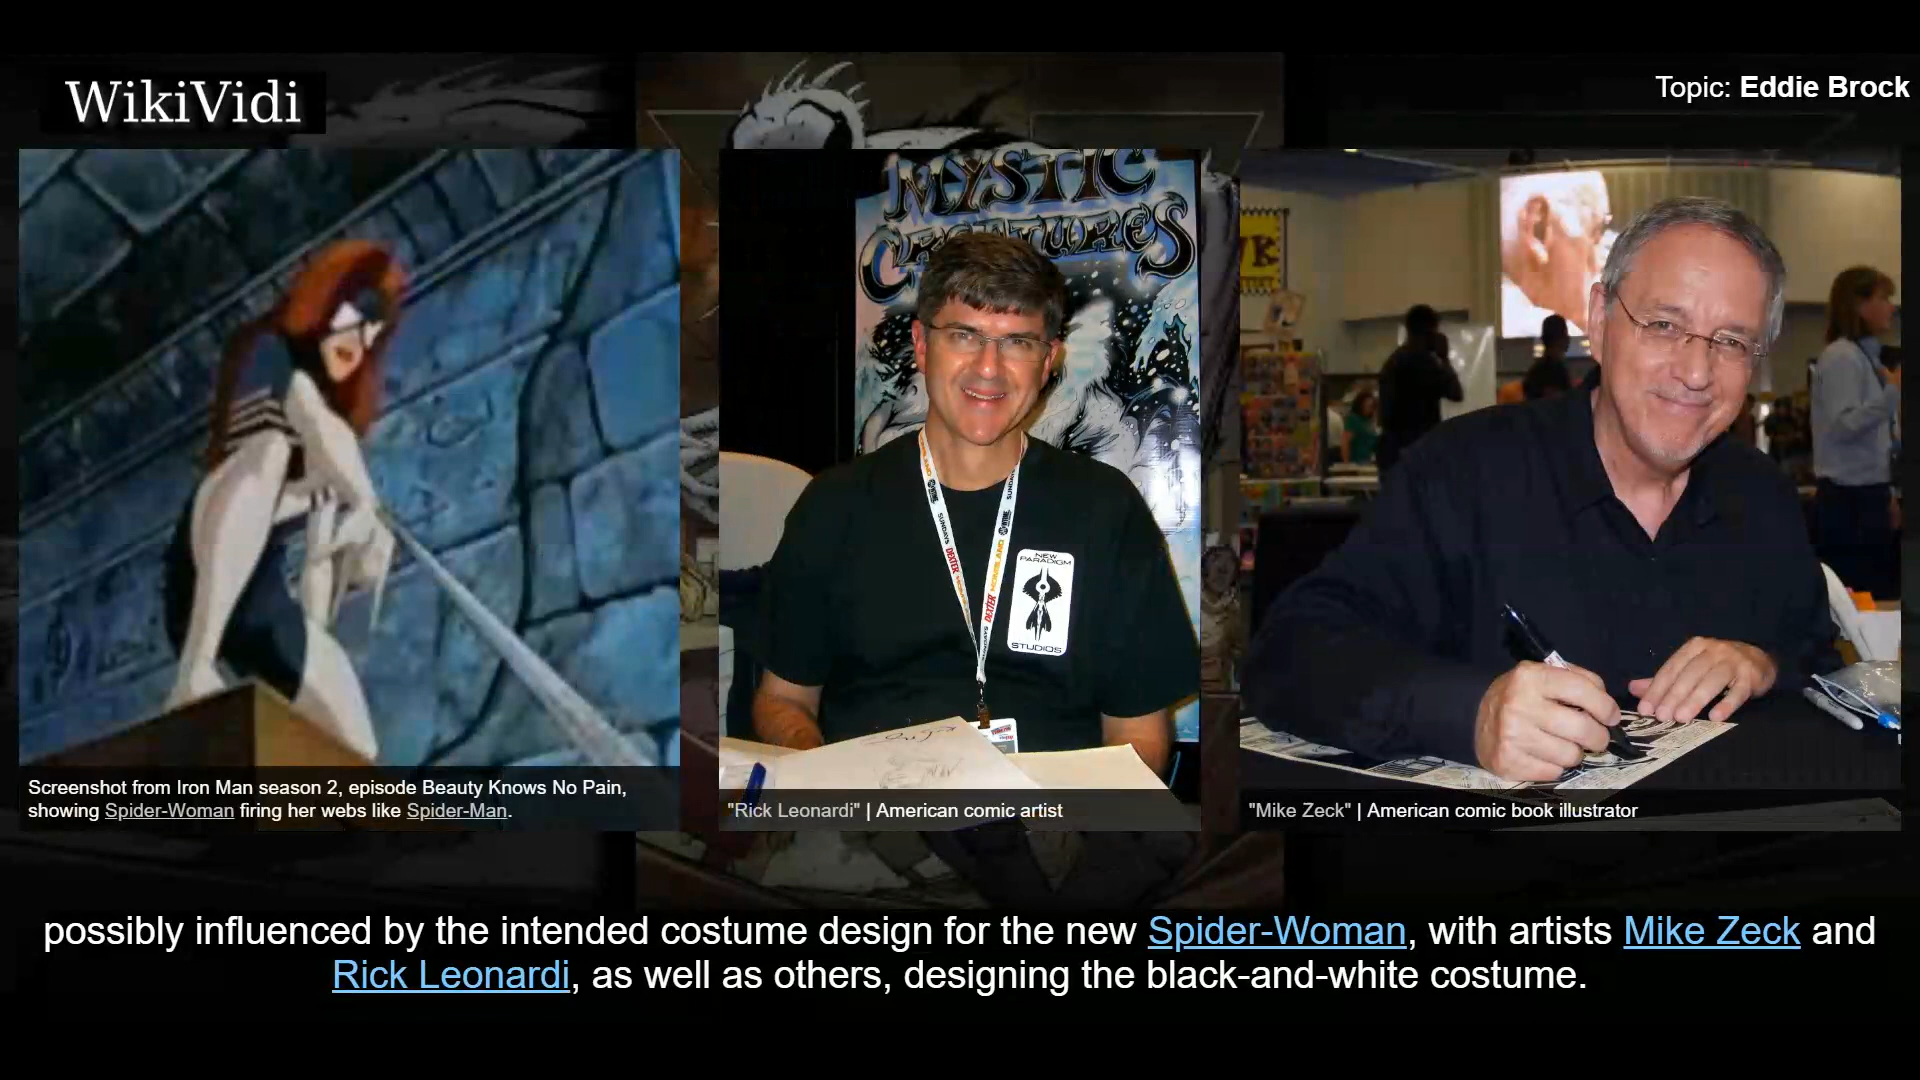 WikiVidi
Topic: Eddie Brock
MYSTIC
CREATURES
NEW
PARADIGM
STUDIOS
DEXTER
HOMELAND
SUNDAYS
Screenshot from Iron Man season 2, episode Beauty Knows No Pain,
showing Spider-Woman firing her webs like Spider-Man.
"Rick Leonardi" | American comic artist
"Mike Zeck" | American comic book illustrator
possibly influenced by the intended costume design for the new Spider-Woman, with artists Mike Zeck and
Rick Leonardi, as well as others, designing the black-and-white costume.